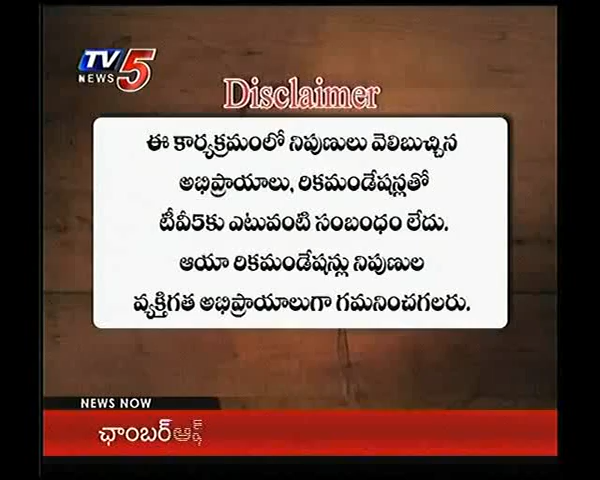 TV5
NEWS
Disclaimer
ఈ కార్యక్రమంలో నిపుణులు వెలిబుచ్చిన
అభిప్రాయాలు, రికమండేషన్లతో
టీవీ5కు ఎటువంటి సంబంధం లేదు.
ఆయా రికమండేషన్లు నిపుణుల
వ్యక్తిగత అభిప్రాయాలుగా గమనించగలరు.
NEWS NOW
ఛాంబర్ ఆఫ్